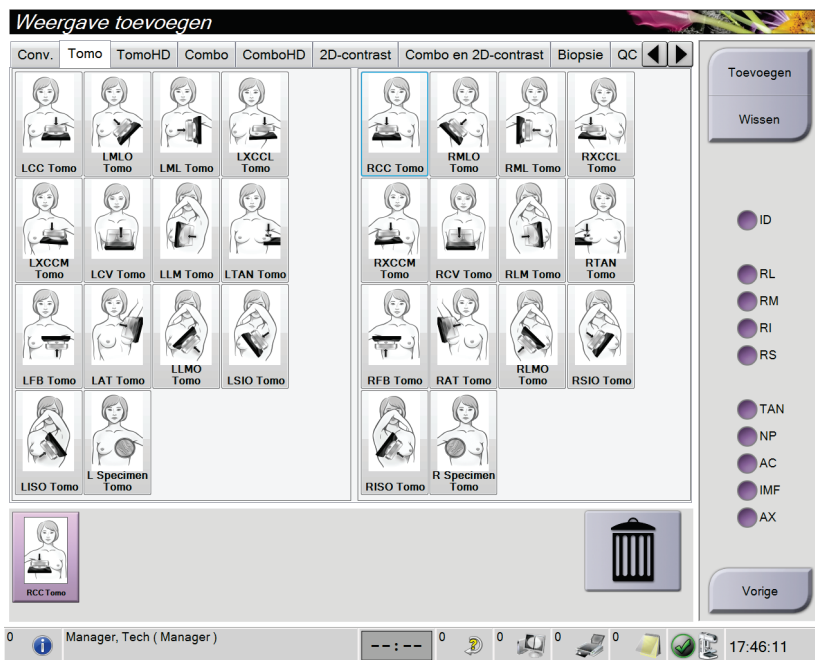 Weergave toevoegen
Conv. Tomo TomoHD Combo ComboHD 2D-contrast Combo en 2D-contrast Biopsie QC
LCC Tomo
LMLO
Tomo
LML Tomo
LXCCL
Tomo
LXCCM
Tomo
LCV Tomo
LLM Tomo
LTAN Tomo
LFB Tomo
LAT Tomo
LLMO
Tomo
LSIO Tomo
LISO Tomo
L Specimen
Tomo
RCC Tomo
RMLO
Tomo
RML Tomo
RXCCL
Tomo
RXCCM
Tomo
RCV Tomo
RLM Tomo
RTAN
Tomo
RFB Tomo
RAT Tomo
RLMO
Tomo
RSIO Tomo
RISO Tomo
R Specimen
Tomo
Toevoegen
Wissen
ID
RL
RM
RI
RS
TAN
NP
AC
IMF
AX
RCC Tomo
Vorige
0 Manager, Tech ( Manager ) --:-- 0 0 0 0 17:46:11